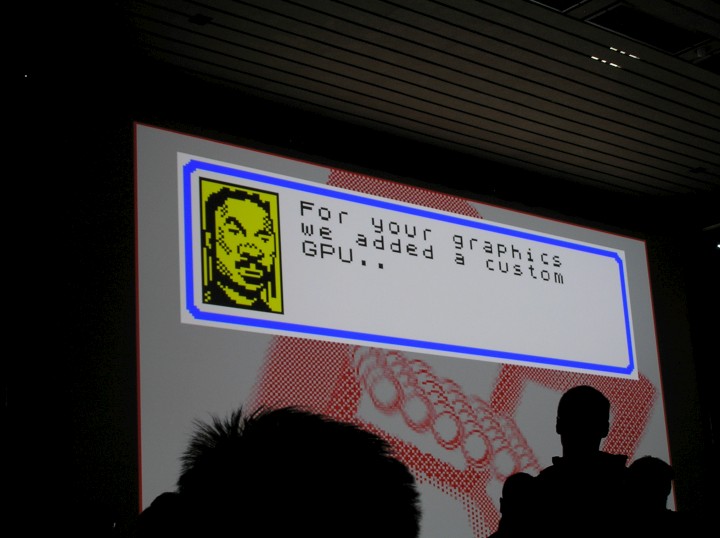 For your graphics
we added a custom
GPU..